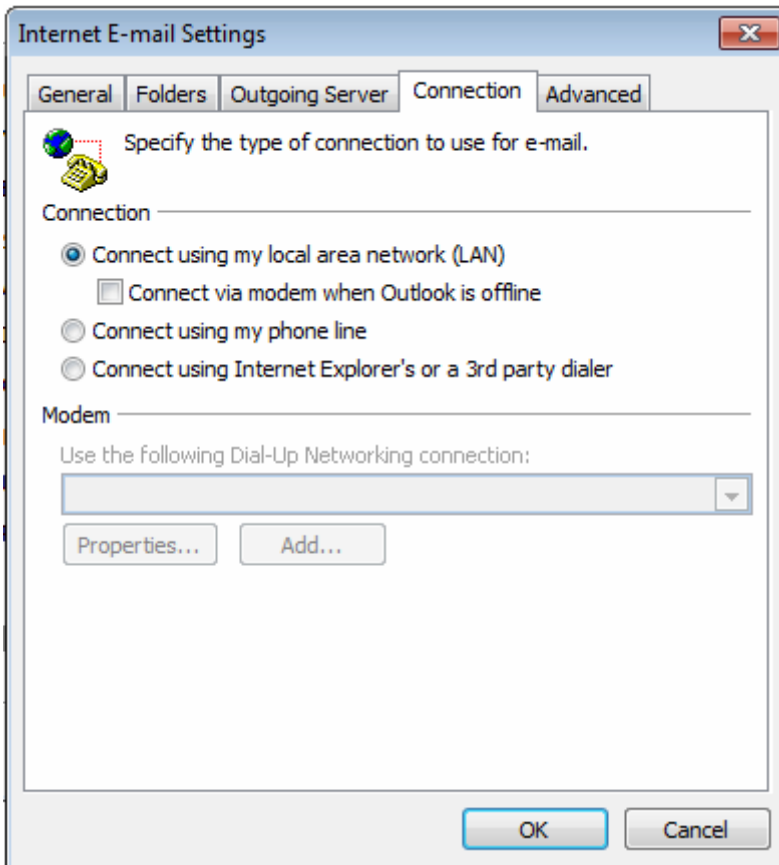 Internet E-mail Settings
General Folders Outgoing Server Connection Advanced
Specify the type of connection to use for e-mail.
Connection
Connect using my local area network (LAN)
Connect via modem when Outlook is offline
Connect using my phone line
Connect using Internet Explorer's or a 3rd party dialer
Modem
Use the following Dial-Up Networking connection:
Properties... Add...
OK Cancel